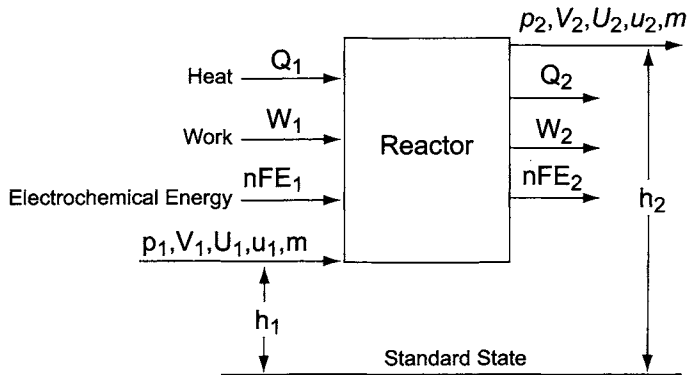 p₂,V₂,U₂,u₂,m
Heat Q₁
Q₂
Work W₁
W₂
Reactor
Electrochemical Energy nFE₁
nFE₂
p₁,V₁,U₁,u₁,m
h₁
h₂
Standard State